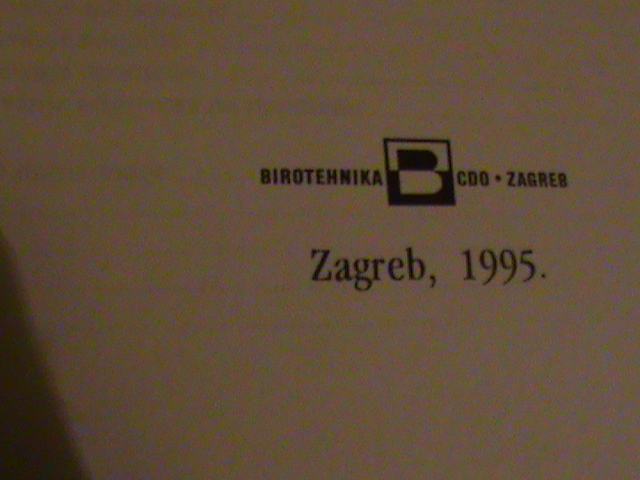 BIROTEHNIKA B CDO • ZAGREB
Zagreb, 1995.